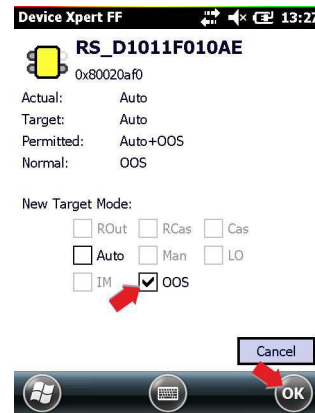 Device Xpert FF 13:27
RS_D1011F010AE
0x80020af0
Actual: Auto
Target: Auto
Permitted: Auto+OOS
Normal: OOS
New Target Mode:
ROut RCas Cas
Auto Man LO
IM OOS
Cancel
OK